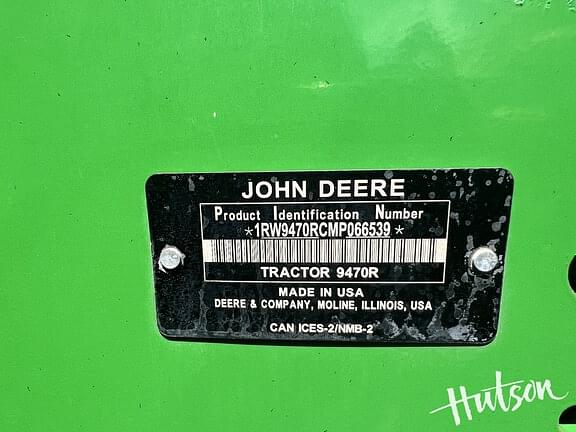 JOHN DEERE
Product Identification Number
*1RW9470RCMP066539*
TRACTOR 9470R
MADE IN USA
DEERE & COMPANY, MOLINE, ILLINOIS, USA
CAN ICES-2/NMB-2
Hutson